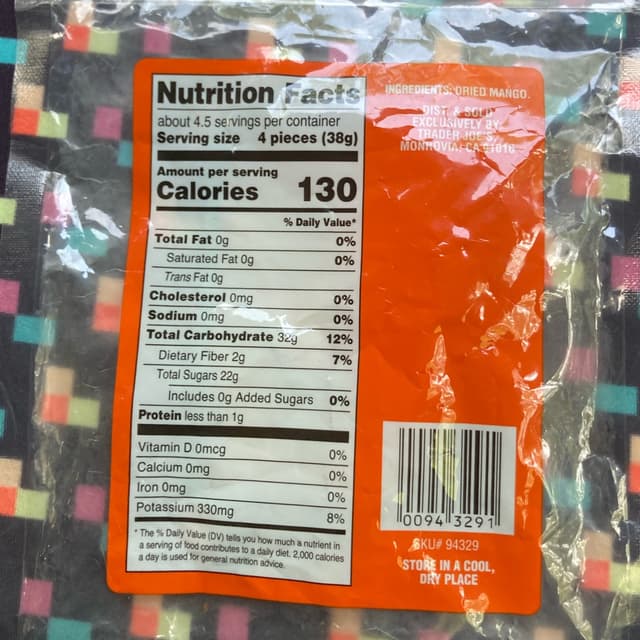 Nutrition Facts
about 4.5 servings per container
Serving size 4 pieces (38g)
Amount per serving
Calories 130
% Daily Value*
Total Fat 0g 0%
Saturated Fat 0g 0%
Trans Fat 0g
Cholesterol 0mg 0%
Sodium 0mg 0%
Total Carbohydrate 32g 12%
Dietary Fiber 2g 7%
Total Sugars 22g
Includes 0g Added Sugars 0%
Protein less than 1g
Vitamin D 0mcg 0%
Calcium 0mg 0%
Iron 0mg 0%
Potassium 330mg 8%
* The % Daily Value (DV) tells you how much a nutrient in
a serving of food contributes to a daily diet. 2,000 calories
a day is used for general nutrition advice.
INGREDIENTS: DRIED MANGO.
DIST. & SOLD
EXCLUSIVELY BY:
TRADER JOE'S
MONROVIA, CA 91016
0094 3291
SKU# 94329
STORE IN A COOL,
DRY PLACE